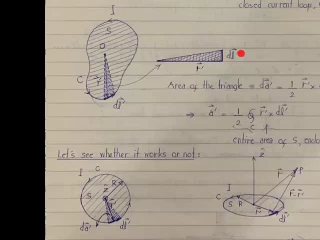 closed current loop,
I
S
O
C
r⃗'
dl⃗'
r⃗'
dl⃗'
Area of the triangle = da⃗' = 1/2 r⃗' ×
⇒ a⃗' = 1/2 ∮ r⃗' × dl⃗'
C
entire area of S, enclo
Let's see whether it works or not:
I C
S R
da⃗' dl⃗'
z⃗
r⃗ P
C
I
S R r⃗' dl⃗'